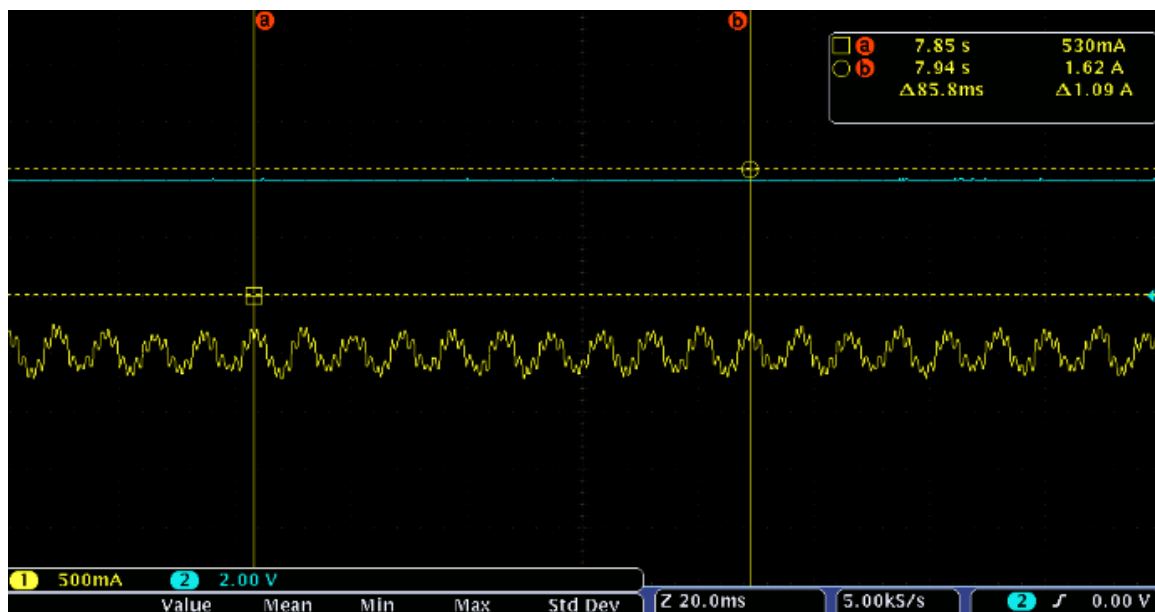 a b
a 7.85 s 530mA
b 7.94 s 1.62 A
Δ85.8ms Δ1.09 A
1 500mA 2 2.00 V
Value Mean Min Max Std Dev
Z 20.0ms 5.00kS/s 2 ∫ 0.00 V